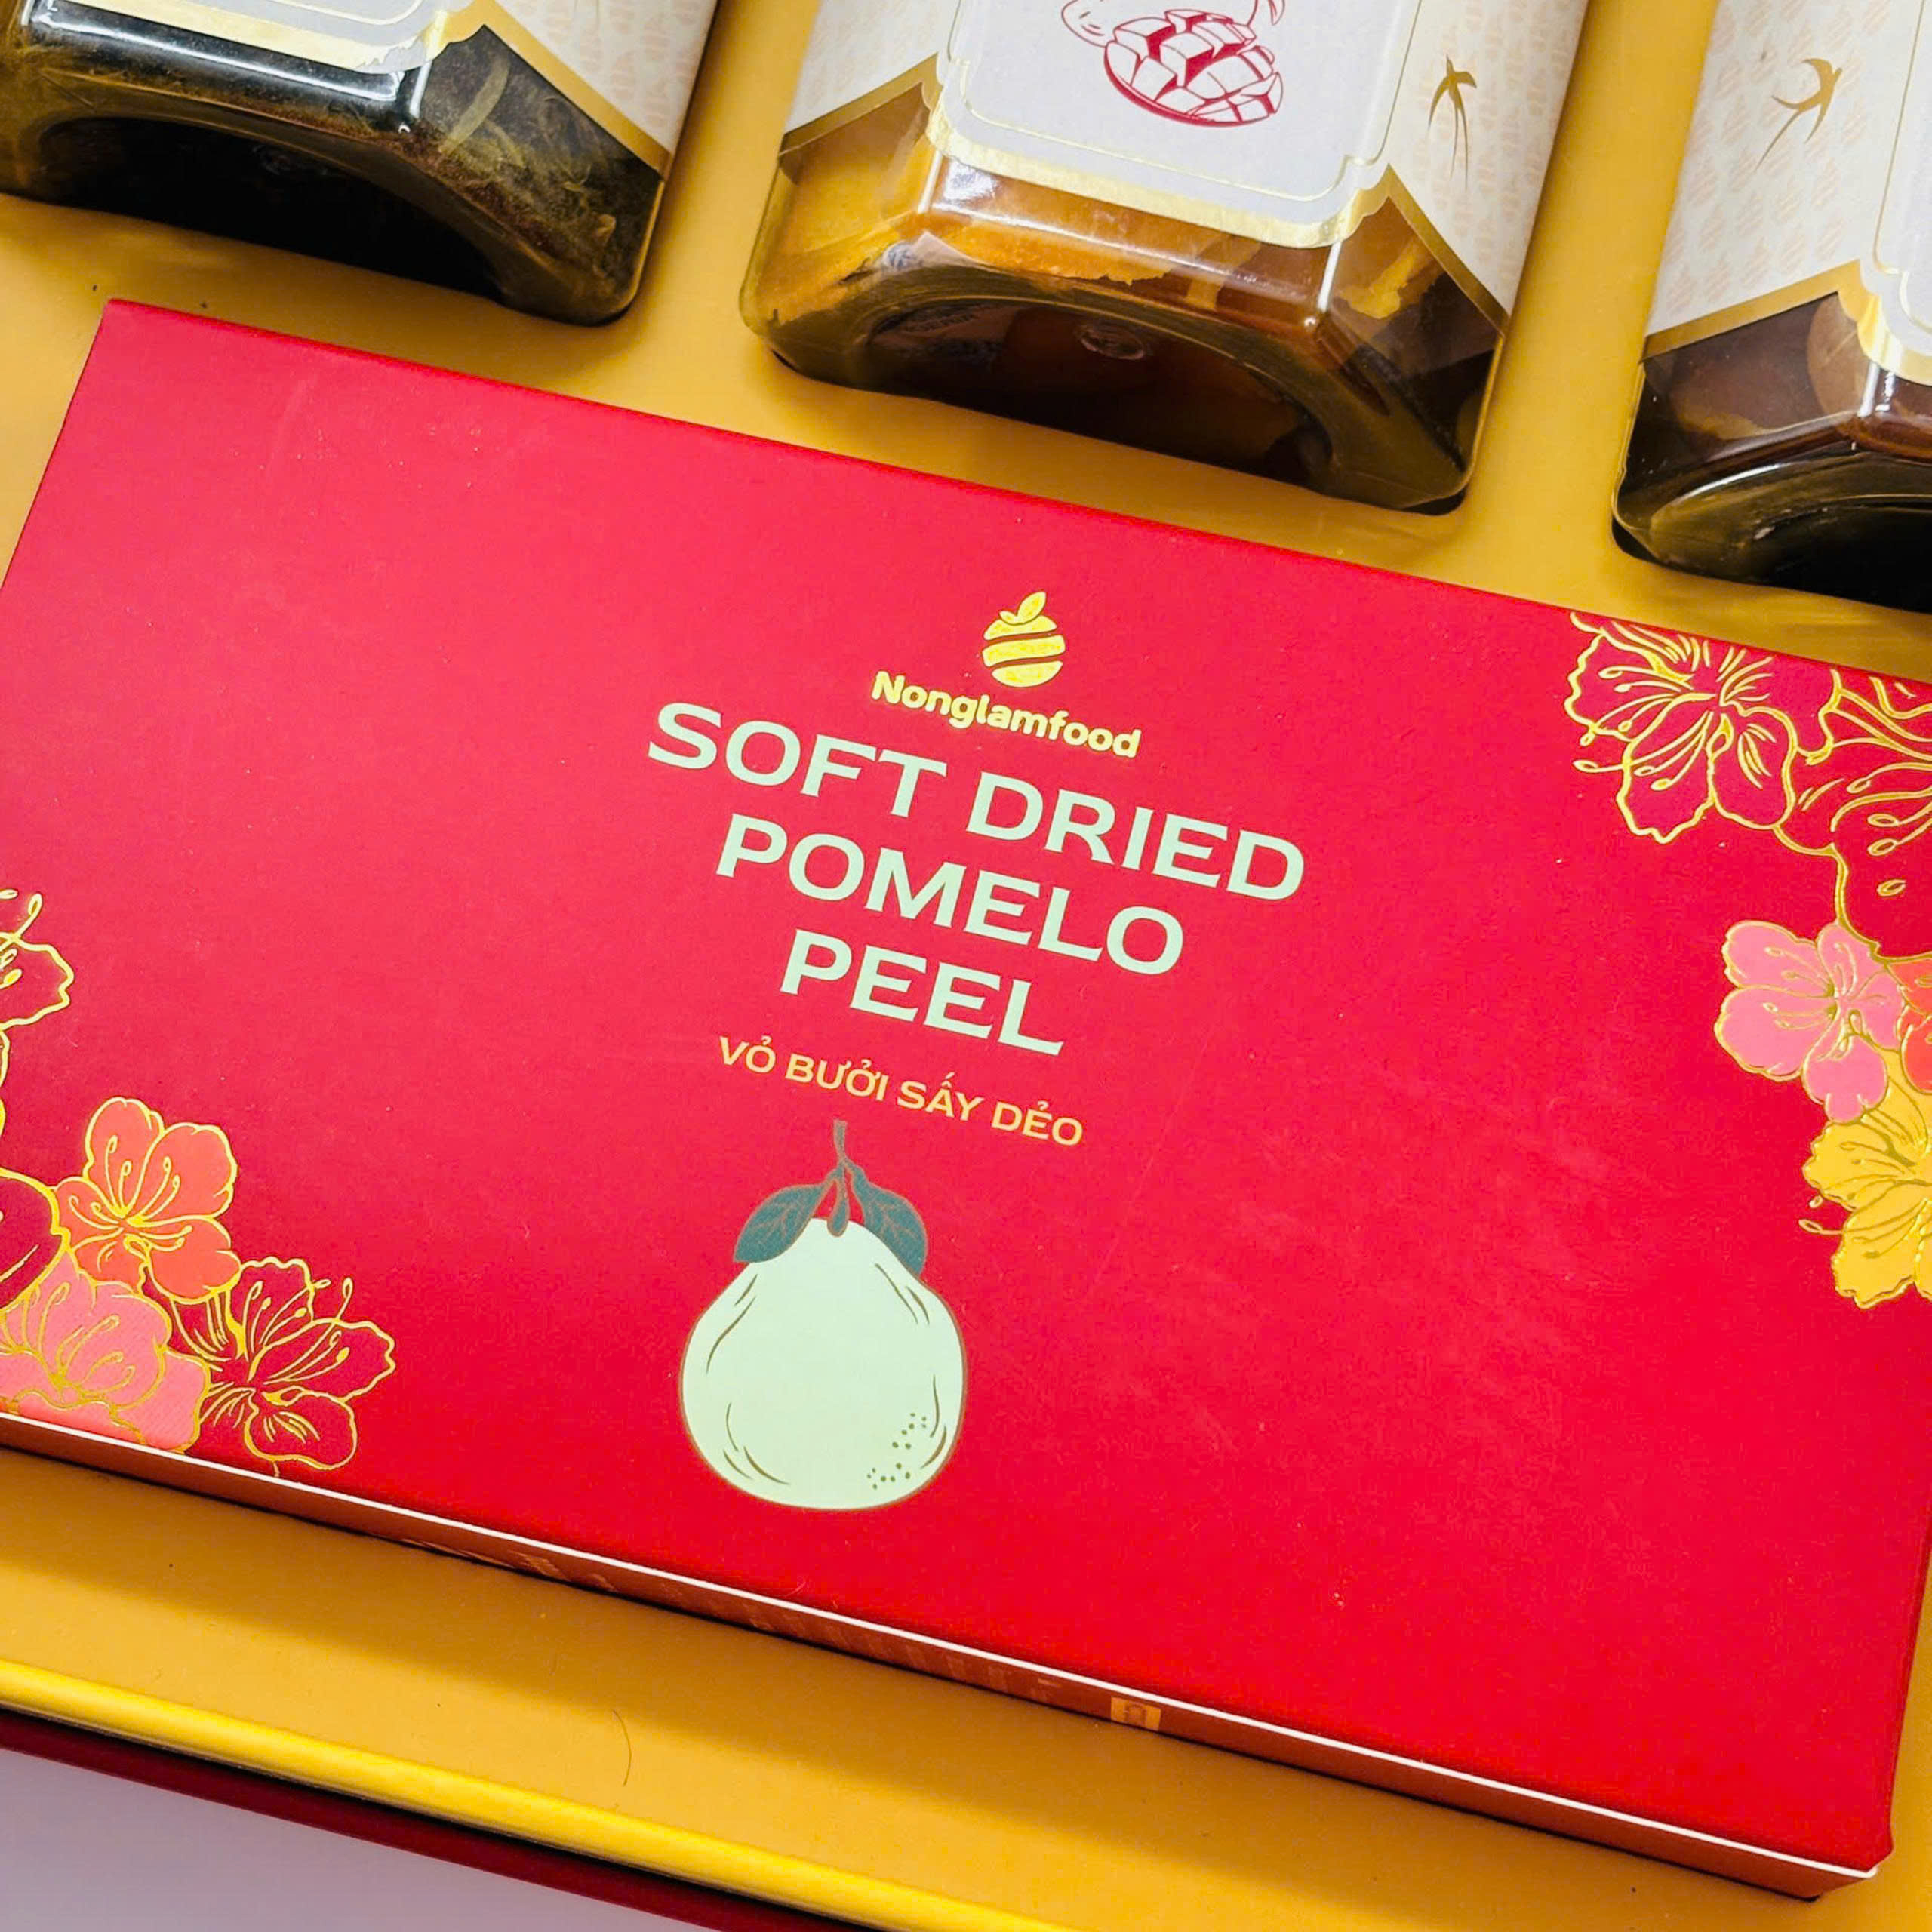 Nonglamfood
SOFT DRIED
POMELO
PEEL
VỎ BƯỞI SẤY DẺO